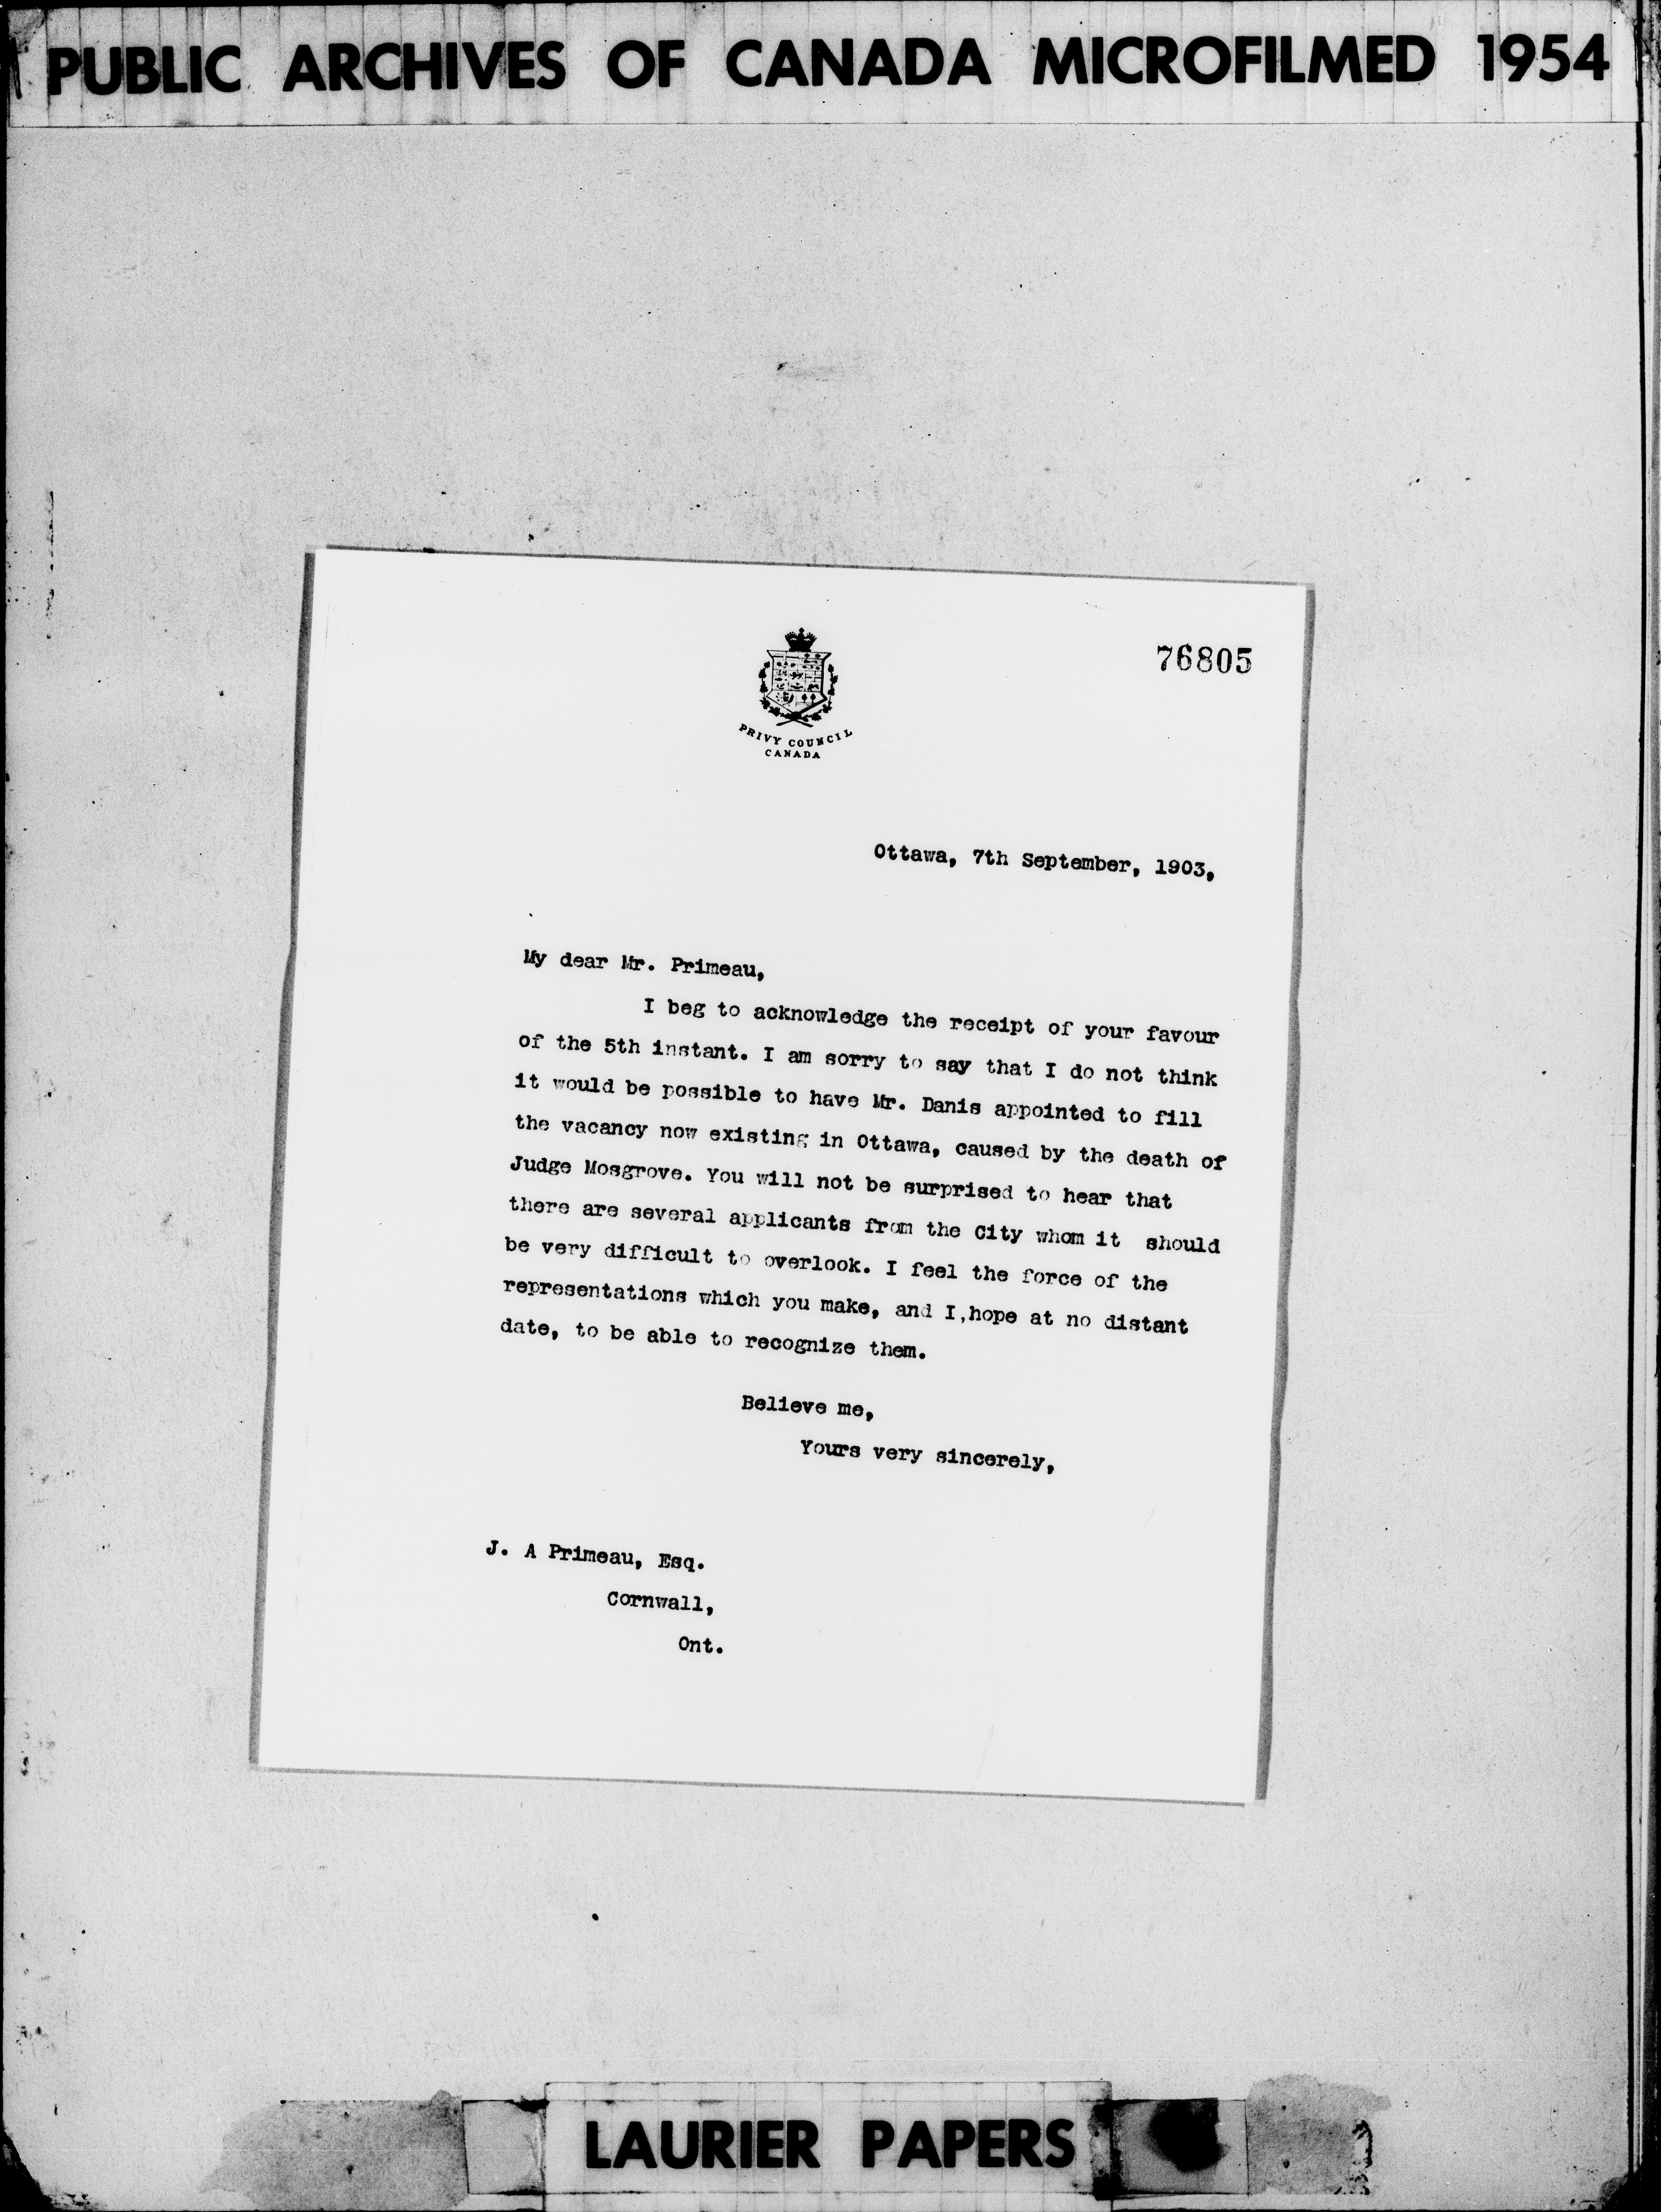 PUBLIC ARCHIVES OF CANADA MICROFILMED 1954
76805
PRIVY COUNCIL
CANADA
Ottawa, 7th September, 1903,
My dear Mr. Primeau,
I beg to acknowledge the receipt of your favour
of the 5th instant. I am sorry to say that I do not think
it would be possible to have Mr. Danis appointed to fill
the vacancy now existing in Ottawa, caused by the death of
Judge Mosgrove. You will not be surprised to hear that
there are several applicants from the City whom it should
be very difficult to overlook. I feel the force of the
representations which you make, and I,hope at no distant
date, to be able to recognize them.
Believe me,
Yours very sincerely,
J. A Primeau, Esq.
Cornwall,
Ont.
LAURIER PAPERS